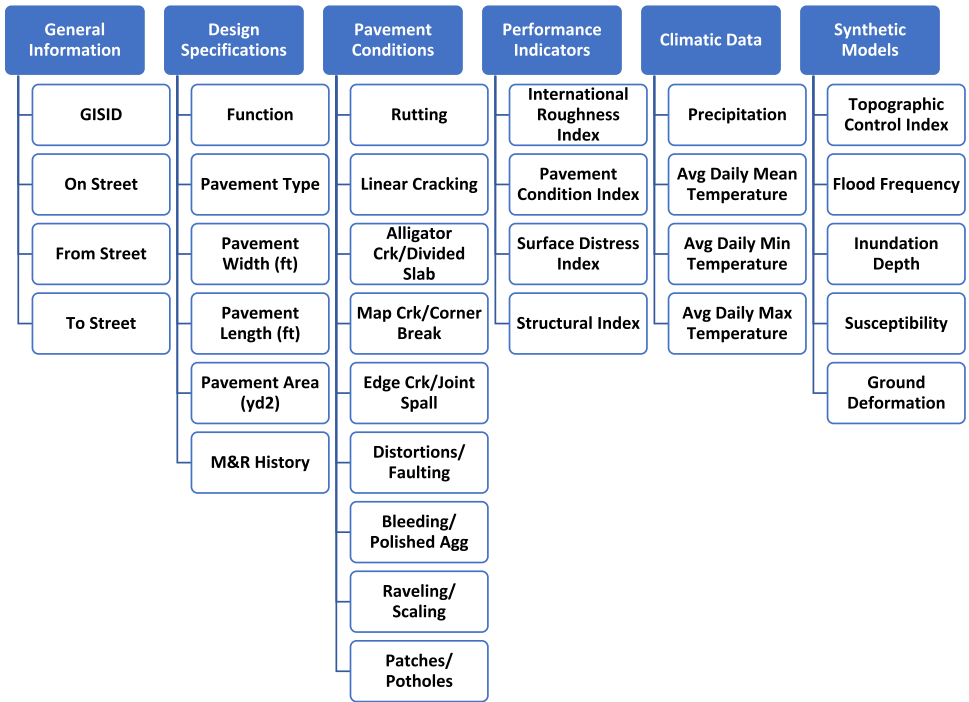 General
Information
GISID
On Street
From Street
To Street
Design
Specifications
Function
Pavement Type
Pavement
Width (ft)
Pavement
Length (ft)
Pavement Area
(yd2)
M&R History
Pavement
Conditions
Rutting
Linear Cracking
Alligator
Crk/Divided
Slab
Map Crk/Corner
Break
Edge Crk/Joint
Spall
Distortions/
Faulting
Bleeding/
Polished Agg
Raveling/
Scaling
Patches/
Potholes
Performance
Indicators
International
Roughness
Index
Pavement
Condition Index
Surface Distress
Index
Structural Index
Climatic Data
Precipitation
Avg Daily Mean
Temperature
Avg Daily Min
Temperature
Avg Daily Max
Temperature
Synthetic
Models
Topographic
Control Index
Flood Frequency
Inundation
Depth
Susceptibility
Ground
Deformation